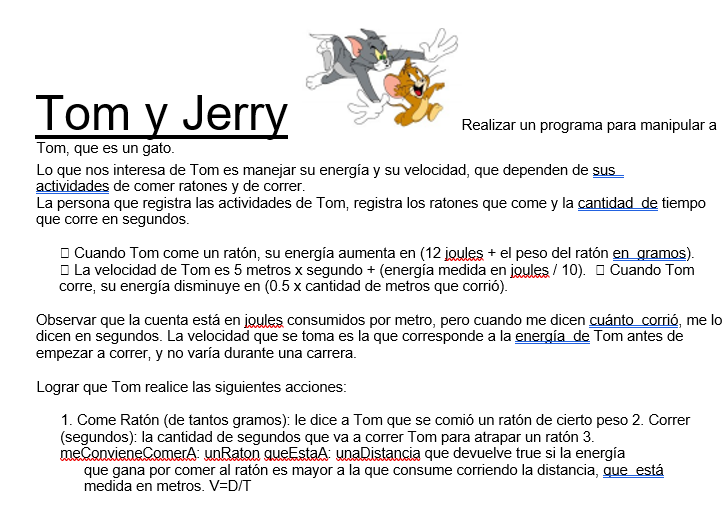 Tom y Jerry Realizar un programa para manipular a
Tom, que es un gato.
Lo que nos interesa de Tom es manejar su energía y su velocidad, que dependen de sus
actividades de comer ratones y de correr.
La persona que registra las actividades de Tom, registra los ratones que come y la cantidad de tiempo
que corre en segundos.
 Cuando Tom come un ratón, su energía aumenta en (12 joules + el peso del ratón en gramos).
 La velocidad de Tom es 5 metros x segundo + (energía medida en joules / 10).  Cuando Tom
corre, su energía disminuye en (0.5 x cantidad de metros que corrió).
Observar que la cuenta está en joules consumidos por metro, pero cuando me dicen cuánto corrió, me lo
dicen en segundos. La velocidad que se toma es la que corresponde a la energía de Tom antes de
empezar a correr, y no varía durante una carrera.
Lograr que Tom realice las siguientes acciones:
1. Come Ratón (de tantos gramos): le dice a Tom que se comió un ratón de cierto peso 2. Correr
(segundos): la cantidad de segundos que va a correr Tom para atrapar un ratón 3.
meConvieneComerA: unRaton queEstaA: unaDistancia que devuelve true si la energía
que gana por comer al ratón es mayor a la que consume corriendo la distancia, que está
medida en metros. V=D/T